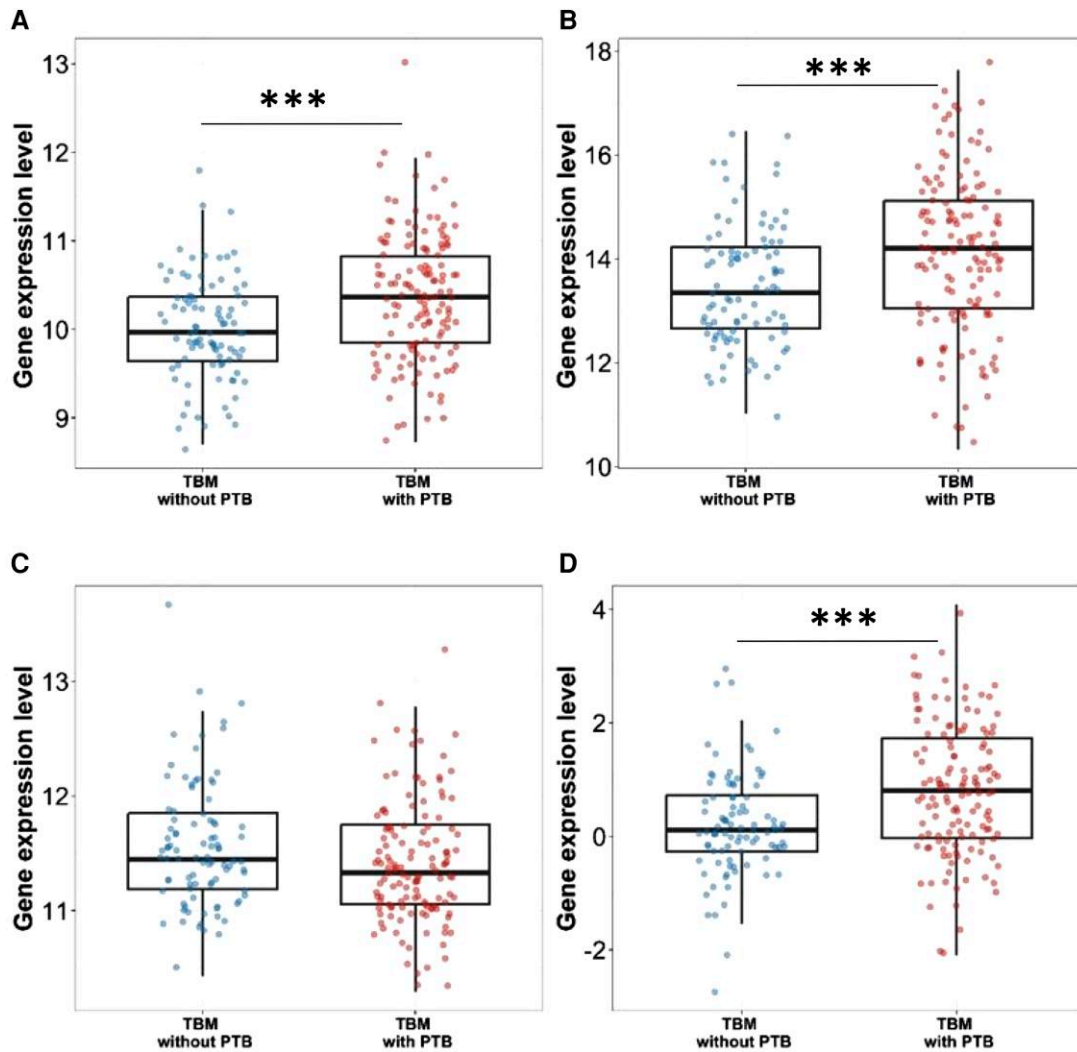 A
Gene expression level
13
12
11
10
9
***
TBM
without PTB
TBM
with PTB
B
Gene expression level
18
16
14
12
10
***
TBM
without PTB
TBM
with PTB
C
Gene expression level
13
12
11
TBM
without PTB
TBM
with PTB
D
Gene expression level
4
2
0
-2
***
TBM
without PTB
TBM
with PTB